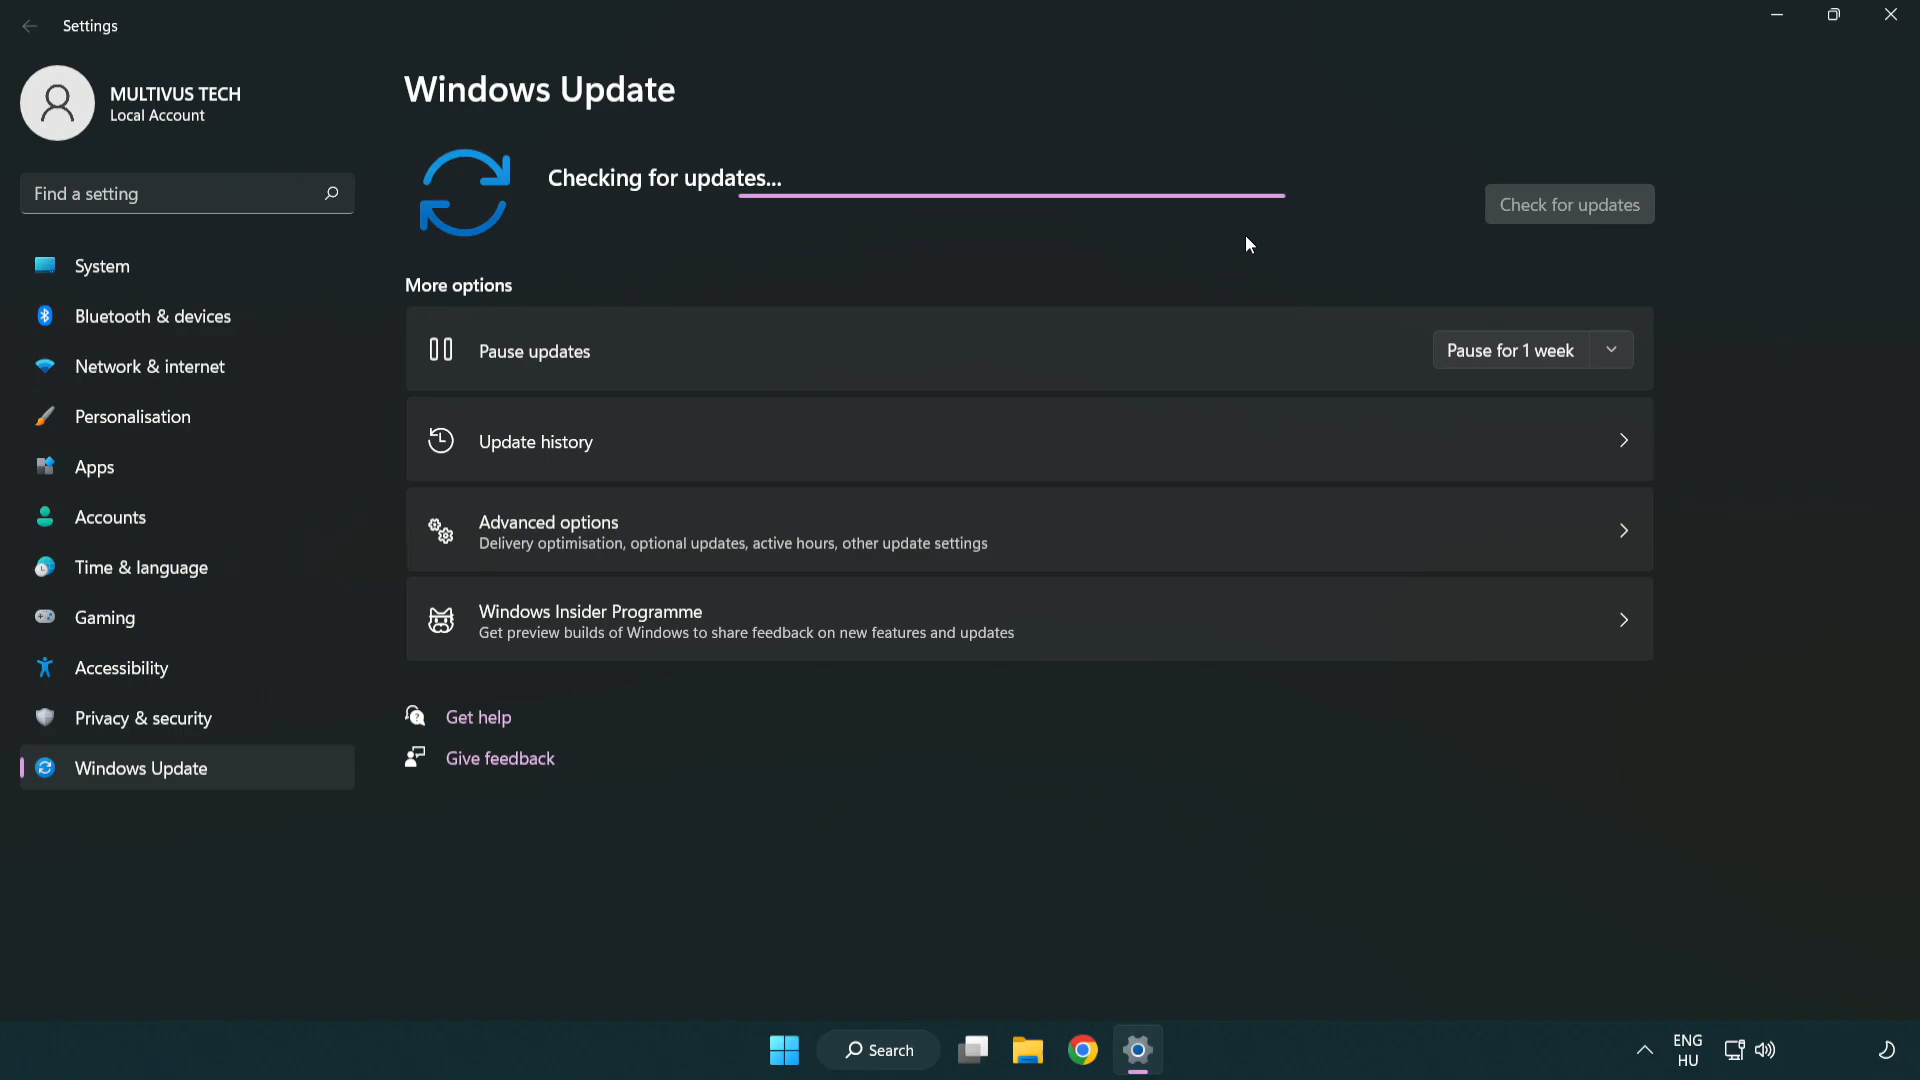 Settings
MULTIVUS TECH
Local Account
Find a setting
System
Bluetooth & devices
Network & internet
Personalisation
Apps
Accounts
Time & language
Gaming
Accessibility
Privacy & security
Windows Update
Windows Update
Checking for updates...
Check for updates
More options
Pause updates
Pause for 1 week
Update history
Advanced options
Delivery optimisation, optional updates, active hours, other update settings
Windows Insider Programme
Get preview builds of Windows to share feedback on new features and updates
Get help
Give feedback
Search
ENG
HU